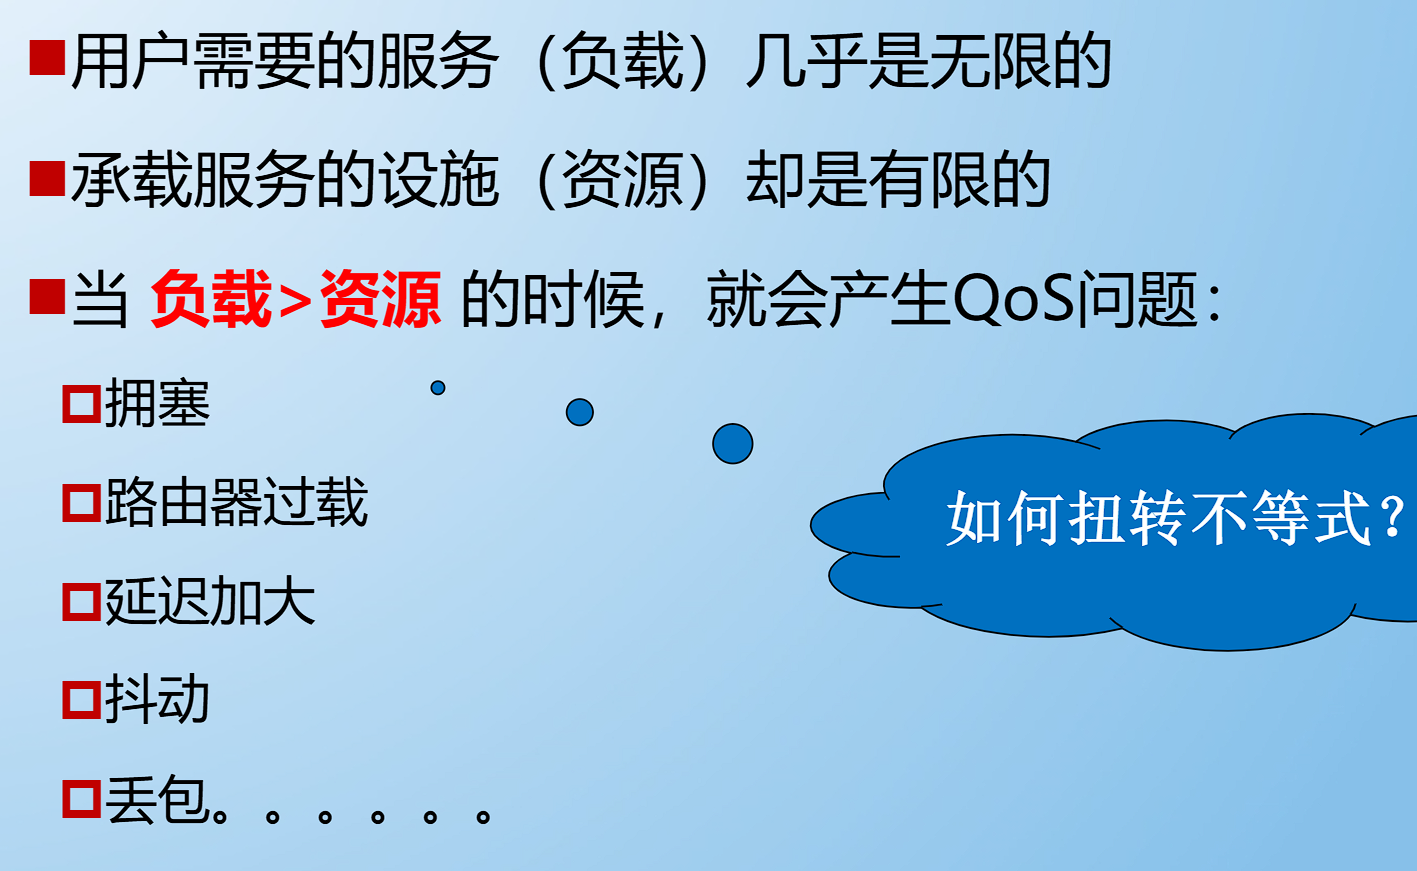 用户需要的服务（负载）几乎是无限的
承载服务的设施（资源）却是有限的
当 负载>资源 的时候，就会产生QoS问题：
拥塞
路由器过载
延迟加大
抖动
丢包。。。。。。
如何扭转不等式？